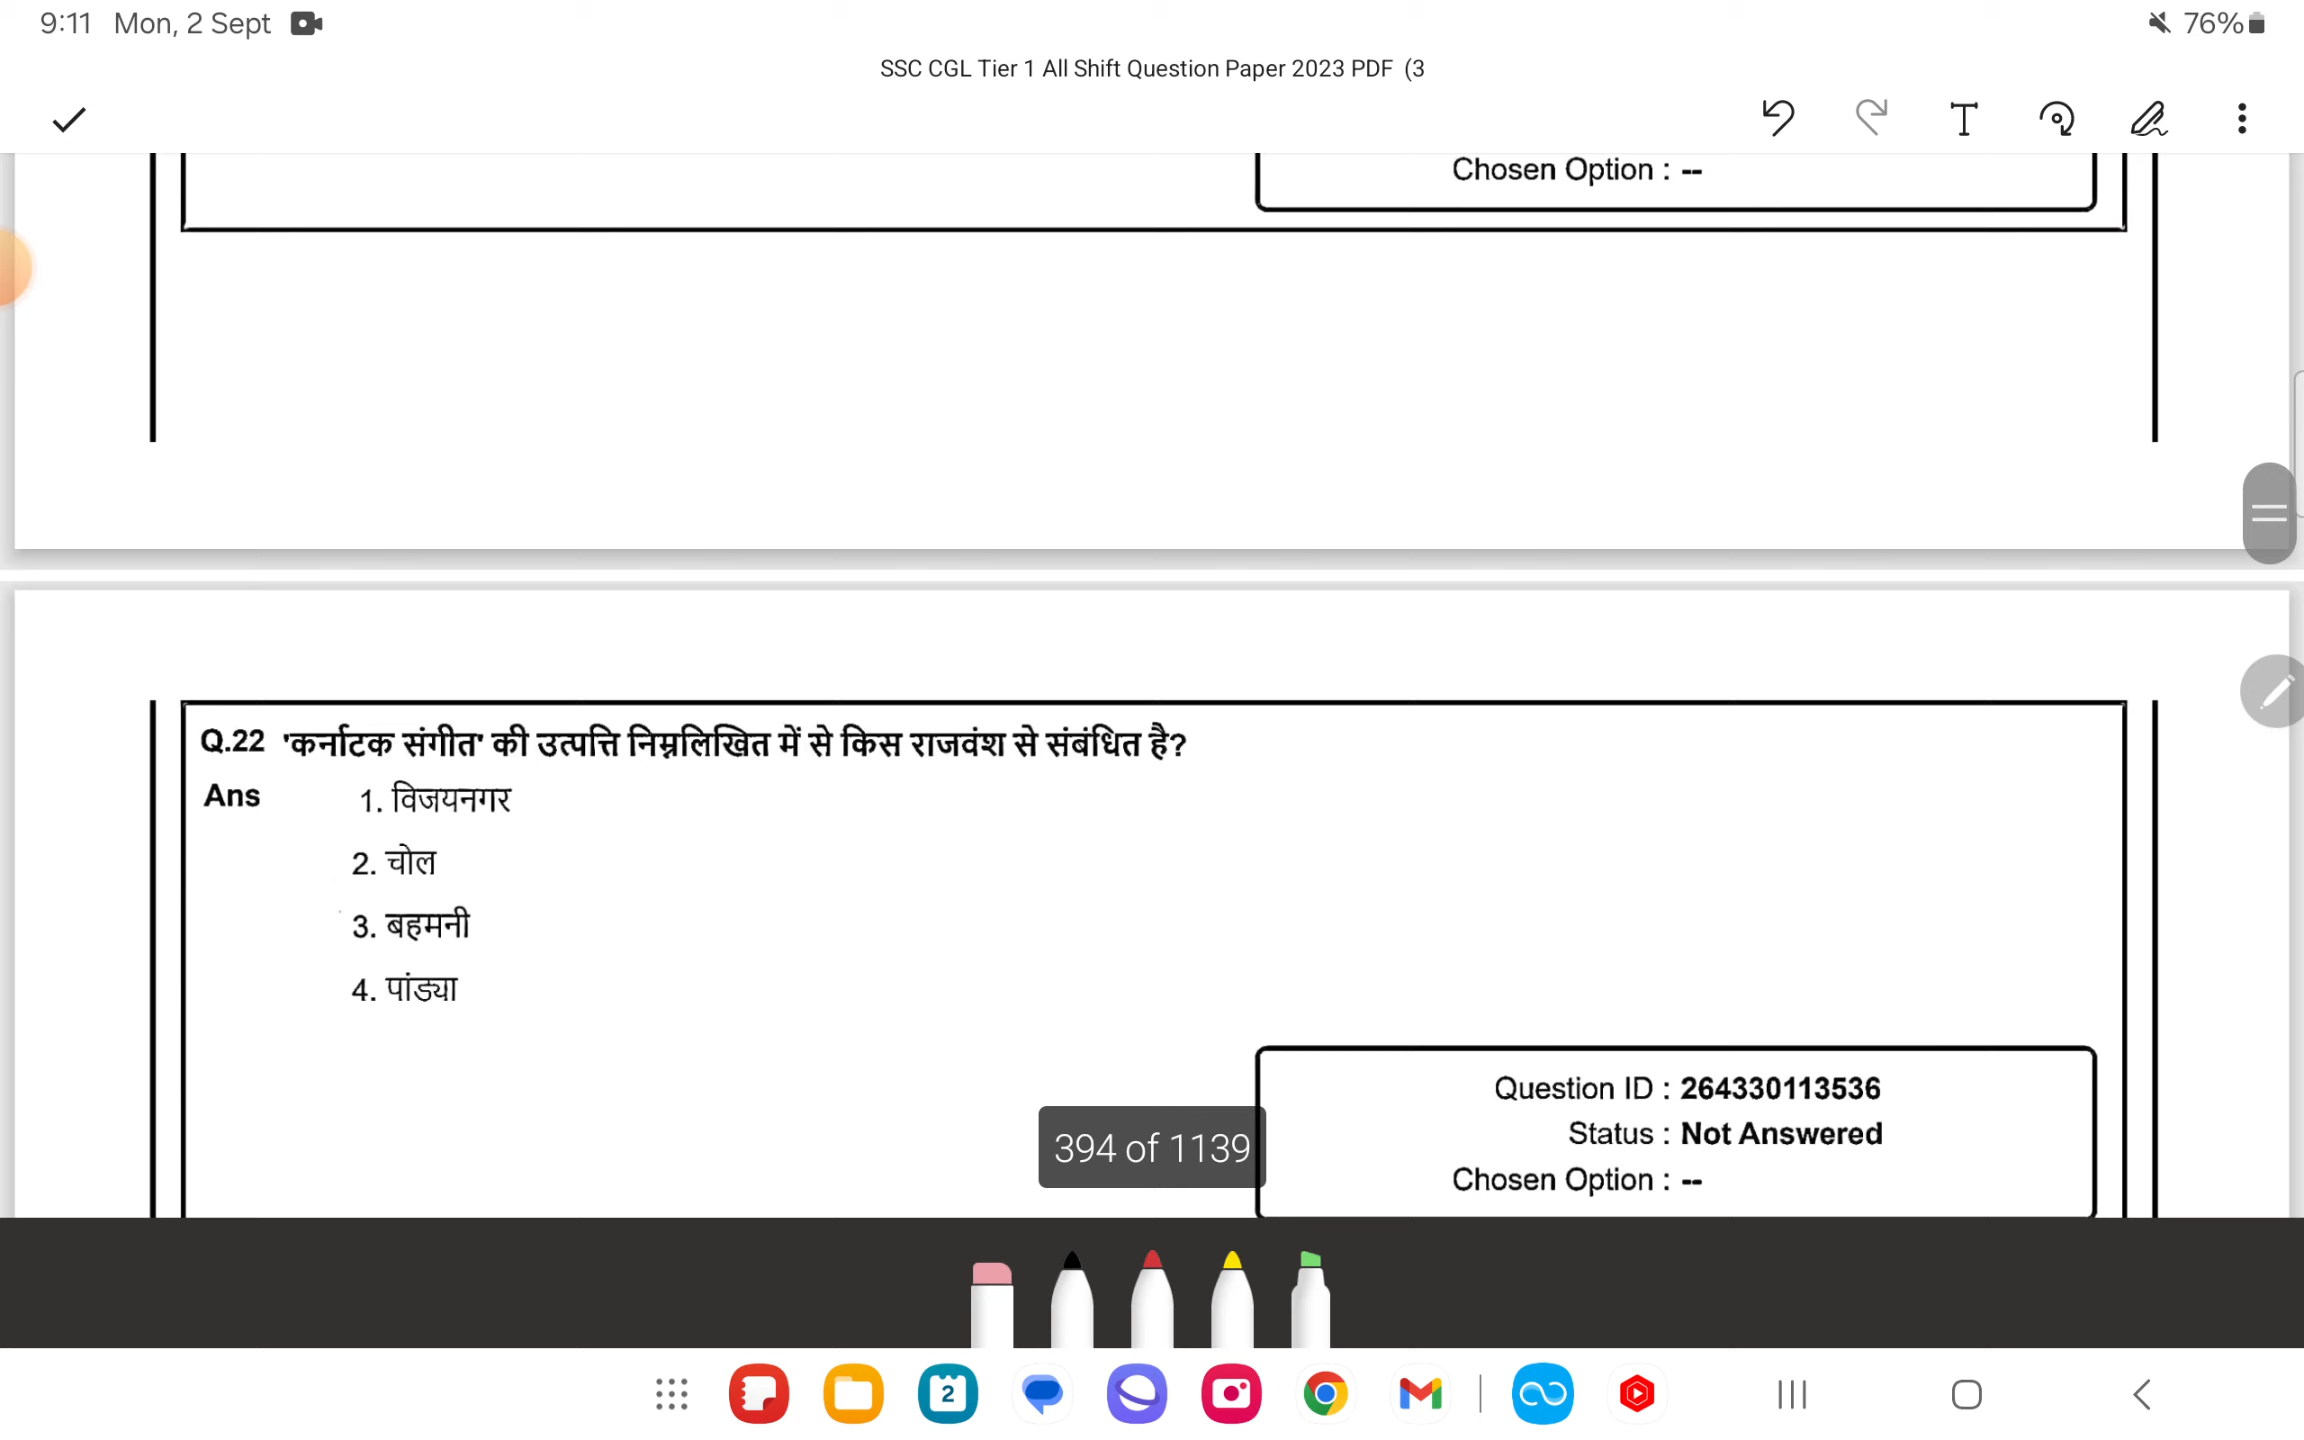 9:11 Mon, 2 Sept
76%
SSC CGL Tier 1 All Shift Question Paper 2023 PDF (3
Chosen Option : --
Q.22 'कर्नाटक संगीत' की उत्पत्ति निम्नलिखित में से किस राजवंश से संबंधित है?
Ans 1. विजयनगर
2. चोल
3. बहमनी
4. पांड्या
Question ID : 264330113536
Status : Not Answered
Chosen Option : --
394 of 1139
2